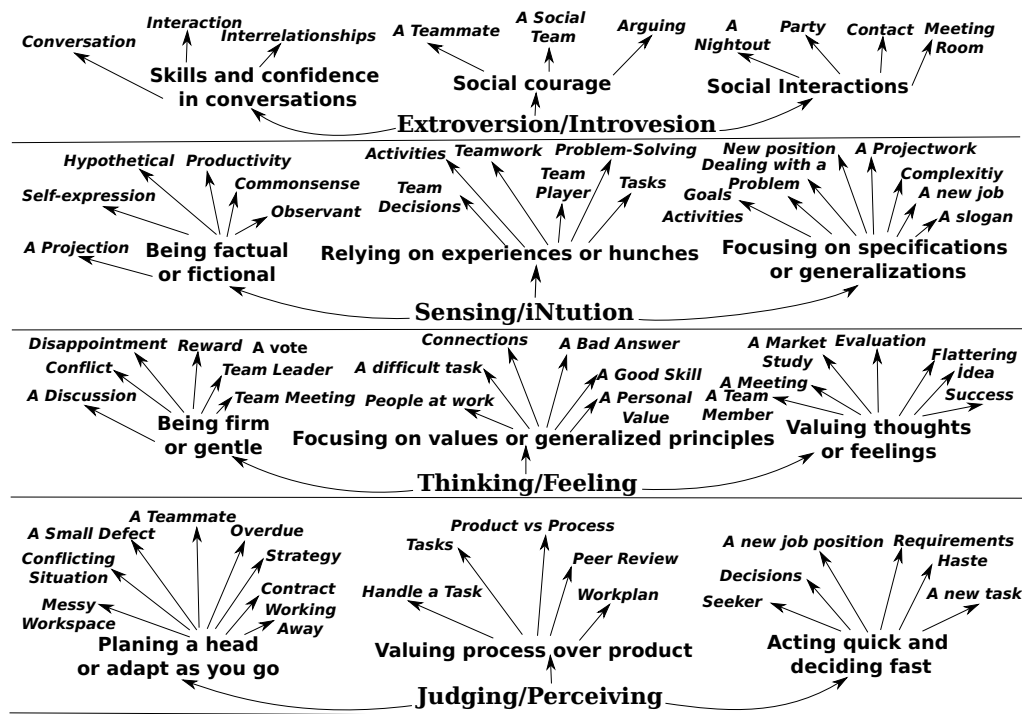 Conversation
Interaction
Interrelationships
Skills and confidence
in conversations
A Teammate
A Social
Team
Arguing
Social courage
A
Nightout
Party
Contact
Meeting
Room
Social Interactions
Extroversion/Introvesion
Hypothetical
Productivity
Self-expression
Commonsense
Observant
A Projection
Being factual
or fictional
Activities
Teamwork
Problem-Solving
Team
Decisions
Team
Player
Tasks
Relying on experiences or hunches
New position
A Projectwork
Dealing with a
Problem
Complexitiy
Goals
A new job
Activities
A slogan
Focusing on specifications
or generalizations
Sensing/iNtution
Disappointment
Reward
A vote
Conflict
Team Leader
A Discussion
Team Meeting
Being firm
or gentle
Connections
A Bad Answer
A difficult task
A Good Skill
People at work
A Personal
Value
Focusing on values or generalized principles
A Market
Study
Evaluation
Flattering
idea
A Meeting
A Team
Member
Success
Valuing thoughts
or feelings
Thinking/Feeling
A Teammate
A Small Defect
Overdue
Conflicting
Situation
Strategy
Messy
Workspace
Contract
Working
Away
Planing a head
or adapt as you go
Product vs Process
Tasks
Peer Review
Handle a Task
Workplan
Valuing process over product
A new job position
Requirements
Haste
Decisions
Seeker
A new task
Acting quick and
deciding fast
Judging/Perceiving